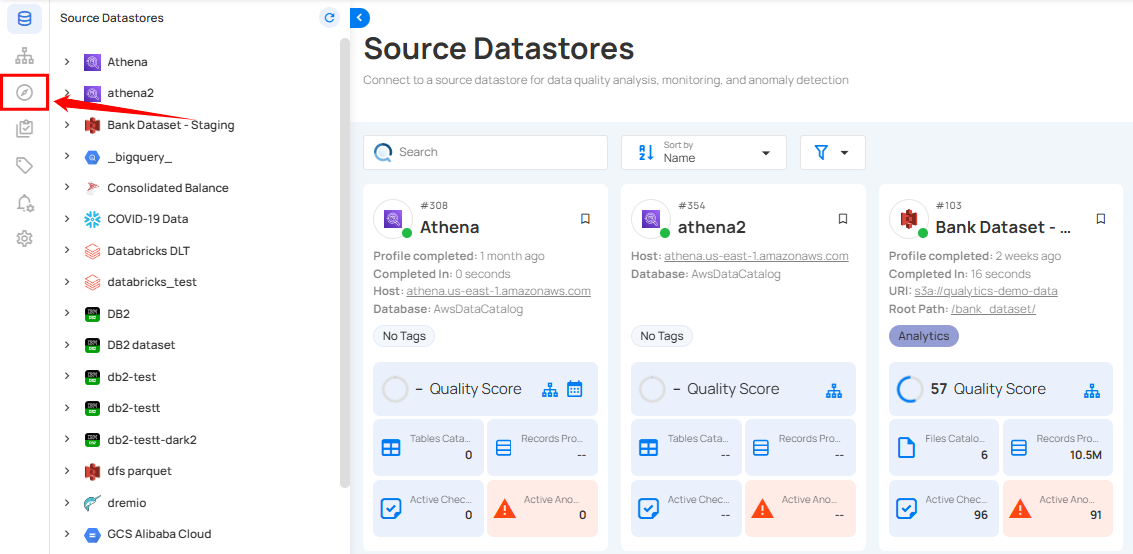 Source Datastores
Athena
athena2
Bank Dataset - Staging
_bigquery_
Consolidated Balance
COVID-19 Data
Databricks DLT
databricks_test
DB2
DB2 dataset
db2-test
db2-testt
db2-testt-dark2
dfs parquet
dremio
GCS Alibaba Cloud
Source Datastores
Connect to a source datastore for data quality analysis, monitoring, and anomaly detection
Search
Sort by
Name
#308
Athena
Profile completed: 1 month ago
Completed In: 0 seconds
Host: athena.us-east-1.amazonaws.com
Database: AwsDataCatalog
No Tags
– Quality Score
Tables Cata...
0
Records Pro...
--
Active Chec...
0
Active Ano...
0
#354
athena2
Host: athena.us-east-1.amazonaws.com
Database: AwsDataCatalog
No Tags
– Quality Score
Tables Cata...
--
Records Pro...
--
Active Chec...
--
Active Ano...
--
#103
Bank Dataset - ...
Profile completed: 2 weeks ago
Completed In: 16 seconds
URI: s3a://qualytics-demo-data
Root Path: /bank_dataset/
Analytics
57 Quality Score
Files Catalo...
6
Records Pro...
10.5M
Active Chec...
96
Active Ano...
91